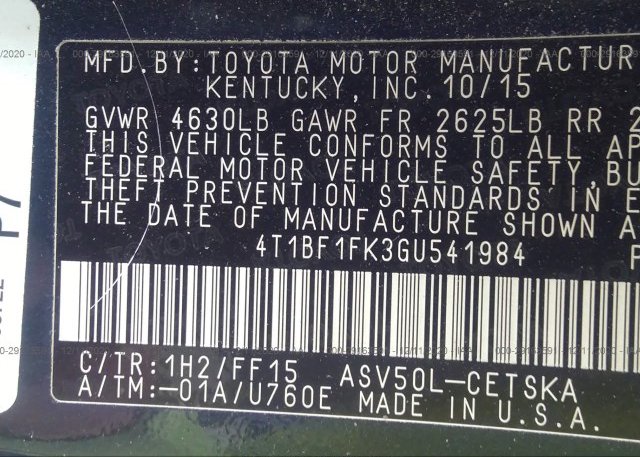 MFD.BY:TOYOTA MOTOR MANUFACTUR
KENTUCKY,INC.10/15
GVWR 4630LB GAWR FR 2625LB RR 2
THIS VEHICLE CONFORMS TO ALL AP
FEDERAL MOTOR VEHICLE SAFETY,BU
THEFT PREVENTION STANDARDS IN E
THE DATE OF MANUFACTURE SHOWN A
4T1BF1FK3GU541984 P
C/TR:1H2/FF15 ASV50L-CETSKA
A/TM:-01A/U760E MADE IN U.S.A.
P7